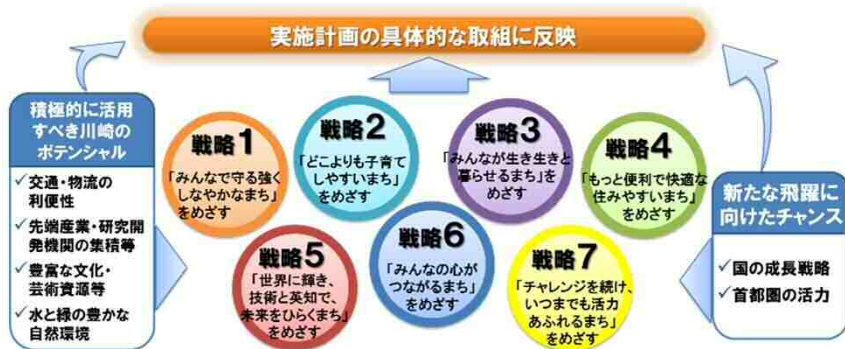 実施計画の具体的な取組に反映
積極的に活用
すべき川崎の
ポテンシャル
✓交通・物流の
利便性
✓先端産業・研究開
発機関の集積等
✓豊富な文化・
芸術資源等
✓水と緑の豊かな
自然環境
戦略1
「みんなで守る強く
しなやかなまち」
をめざす
戦略2
「どこよりも子育て
しやすいまち」
をめざす
戦略3
「みんなが生き生きと
暮らせるまち」を
めざす
戦略4
「もっと便利で快適な
住みやすいまち」
をめざす
戦略5
「世界に輝き、
技術と英知で、
未来をひらくまち」
をめざす
戦略6
「みんなの心が
つながるまち」
をめざす
戦略7
「チャレンジを続け、
いつまでも活力
あふれるまち」
をめざす
新たな飛躍に
向けたチャンス
✓国の成長戦略
✓首都圏の活力